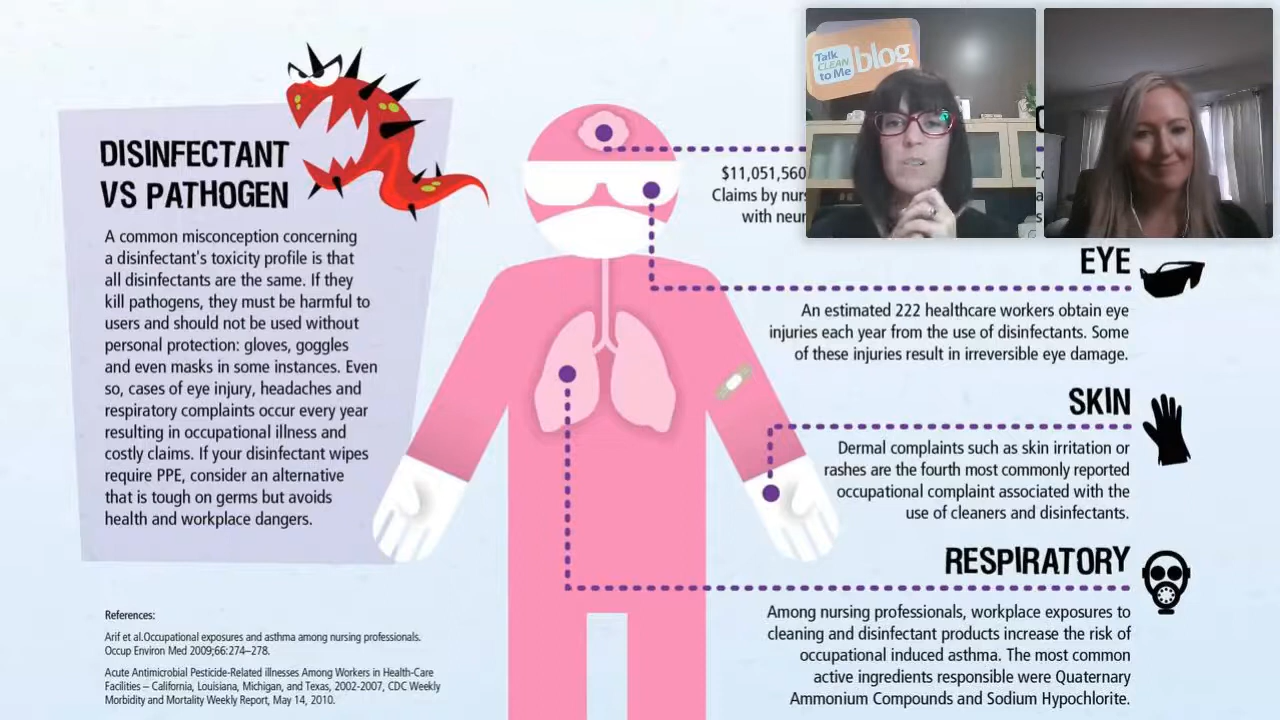 DISINFECTANT
VS PATHOGEN
A common misconception concerning
a disinfectant's toxicity profile is that
all disinfectants are the same. If they
kill pathogens, they must be harmful to
users and should not be used without
personal protection: gloves, goggles
and even masks in some instances. Even
so, cases of eye injury, headaches and
respiratory complaints occur every year
resulting in occupational illness and
costly claims. If your disinfectant wipes
require PPE, consider an alternative
that is tough on germs but avoids
health and workplace dangers.
References:
Arif et al.Occupational exposures and asthma among nursing professionals.
Occup Environ Med 2009;66:274–278.
Acute Antimicrobial Pesticide-Related illnesses Among Workers in Health-Care
Facilities – California, Louisiana, Michigan, and Texas, 2002-2007, CDC Weekly
Morbidity and Mortality Weekly Report, May 14, 2010.
Talk
CLEAN
to Me
blog
$11,051,560
Claims by
with
EYE
An estimated 222 healthcare workers obtain eye
injuries each year from the use of disinfectants. Some
of these injuries result in irreversible eye damage.
SKIN
Dermal complaints such as skin irritation or
rashes are the fourth most commonly reported
occupational complaint associated with the
use of cleaners and disinfectants.
RESPIRATORY
Among nursing professionals, workplace exposures to
cleaning and disinfectant products increase the risk of
occupational induced asthma. The most common
active ingredients responsible were Quaternary
Ammonium Compounds and Sodium Hypochlorite.